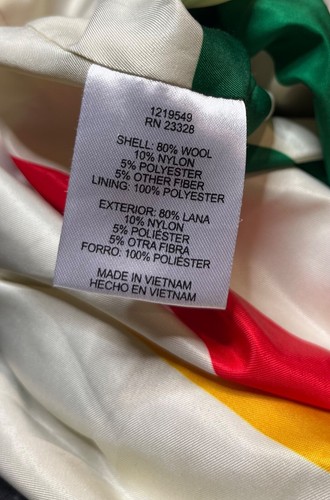 1219549
RN 23328
SHELL: 80% WOOL
10% NYLON
5% POLYESTER
5% OTHER FIBER
LINING: 100% POLYESTER
EXTERIOR: 80% LANA
10% NYLON
5% POLIÉSTER
5% OTRA FIBRA
FORRO: 100% POLIÉSTER
MADE IN VIETNAM
HECHO EN VIETNAM